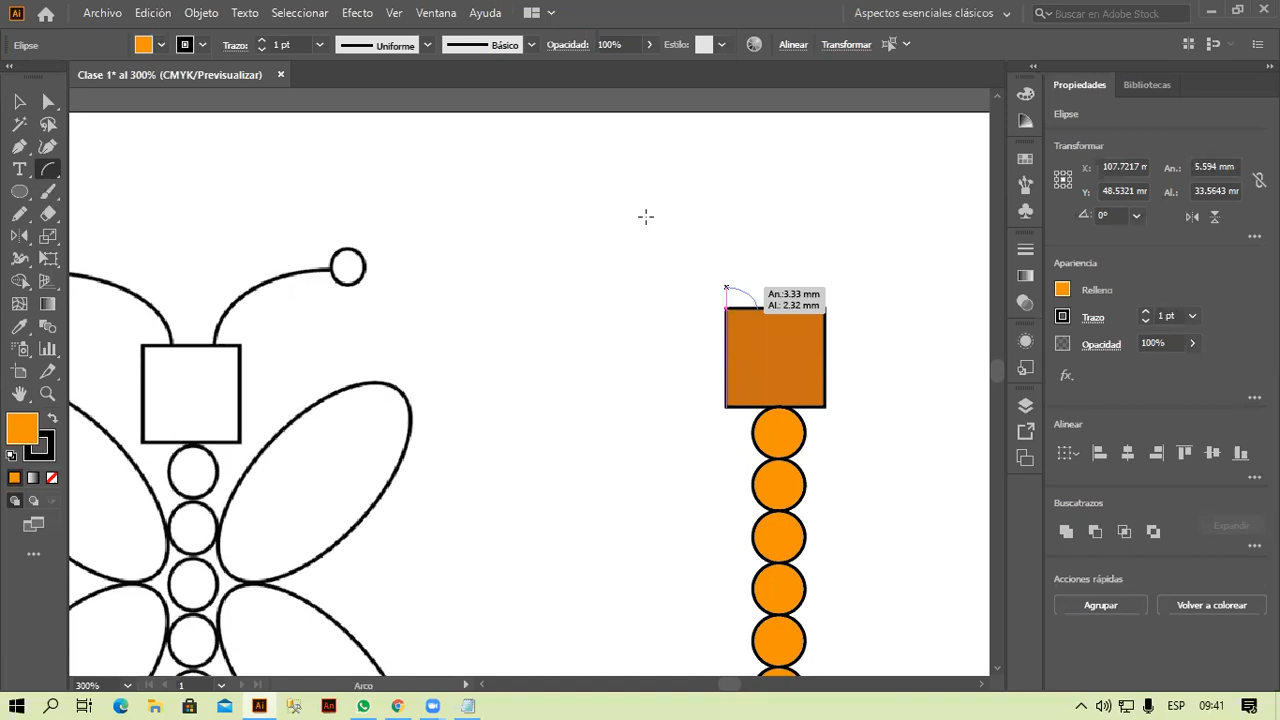 Ai
Archivo Edición Objeto Texto Seleccionar Efecto Ver Ventana Ayuda
Aspectos esenciales clásicos
Buscar en Adobe Stock
Elipse
Trazo: 1 pt
Uniforme
Básico
Opacidad: 100%
Estilo:
Alinear
Transformar
Clase 1* al 300% (CMYK/Previsualizar)
An.:3.33 mm
Al.: 2.32 mm
Propiedades
Bibliotecas
Elipse
Transformar
X: 107.7217 m
An.: 5.594 mm
Y: 48.5321 m
Al.: 33.5643 m
0°
Apariencia
Relleno
Trazo
1 pt
Opacidad
100%
fx
Alinear
Buscatrazos
Expandir
Acciones rápidas
Agrupar
Volver a colorear
300%
1
Arco
Ai
An
ESP
09:41